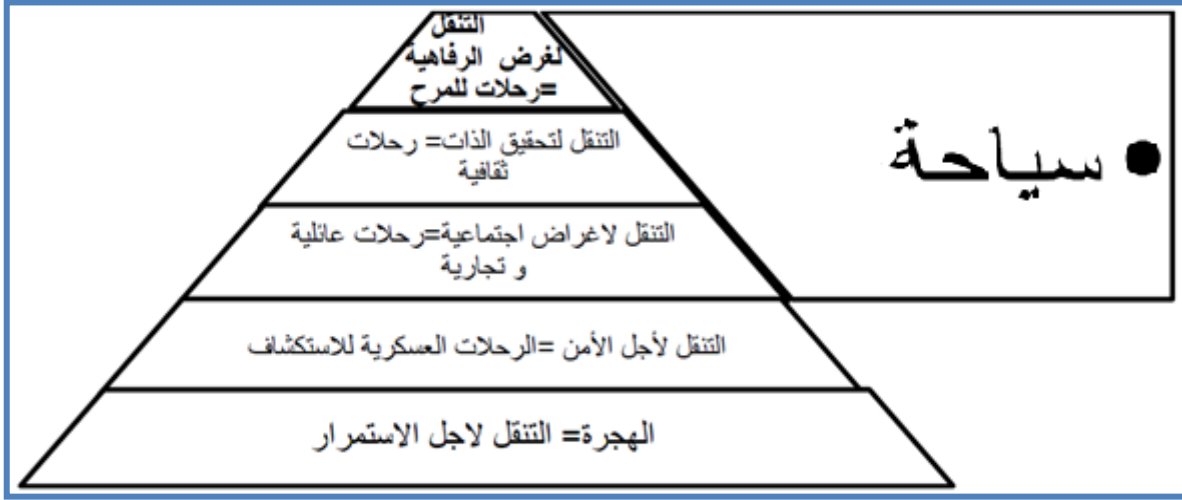 التنقل
لغرض الرفاهية
=رحلات للمرح
التنقل لتحقيق الذات= رحلات
ثقافية
التنقل لاغراض اجتماعية=رحلات عائلية
و تجارية
التنقل لأجل الأمن =الرحلات العسكرية للاستكشاف
الهجرة= التنقل لاجل الاستمرار
• سياحة